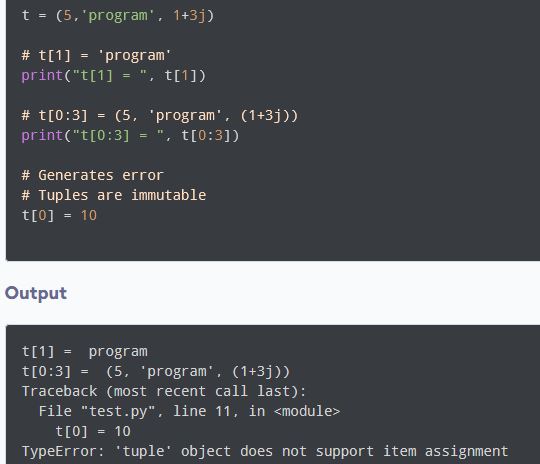 t = (5,'program', 1+3j)
# t[1] = 'program'
print("t[1] = ", t[1])
# t[0:3] = (5, 'program', (1+3j))
print("t[0:3] = ", t[0:3])
# Generates error
# Tuples are immutable
t[0] = 10
Output
t[1] =  program
t[0:3] =  (5, 'program', (1+3j))
Traceback (most recent call last):
  File "test.py", line 11, in <module>
    t[0] = 10
TypeError: 'tuple' object does not support item assignment